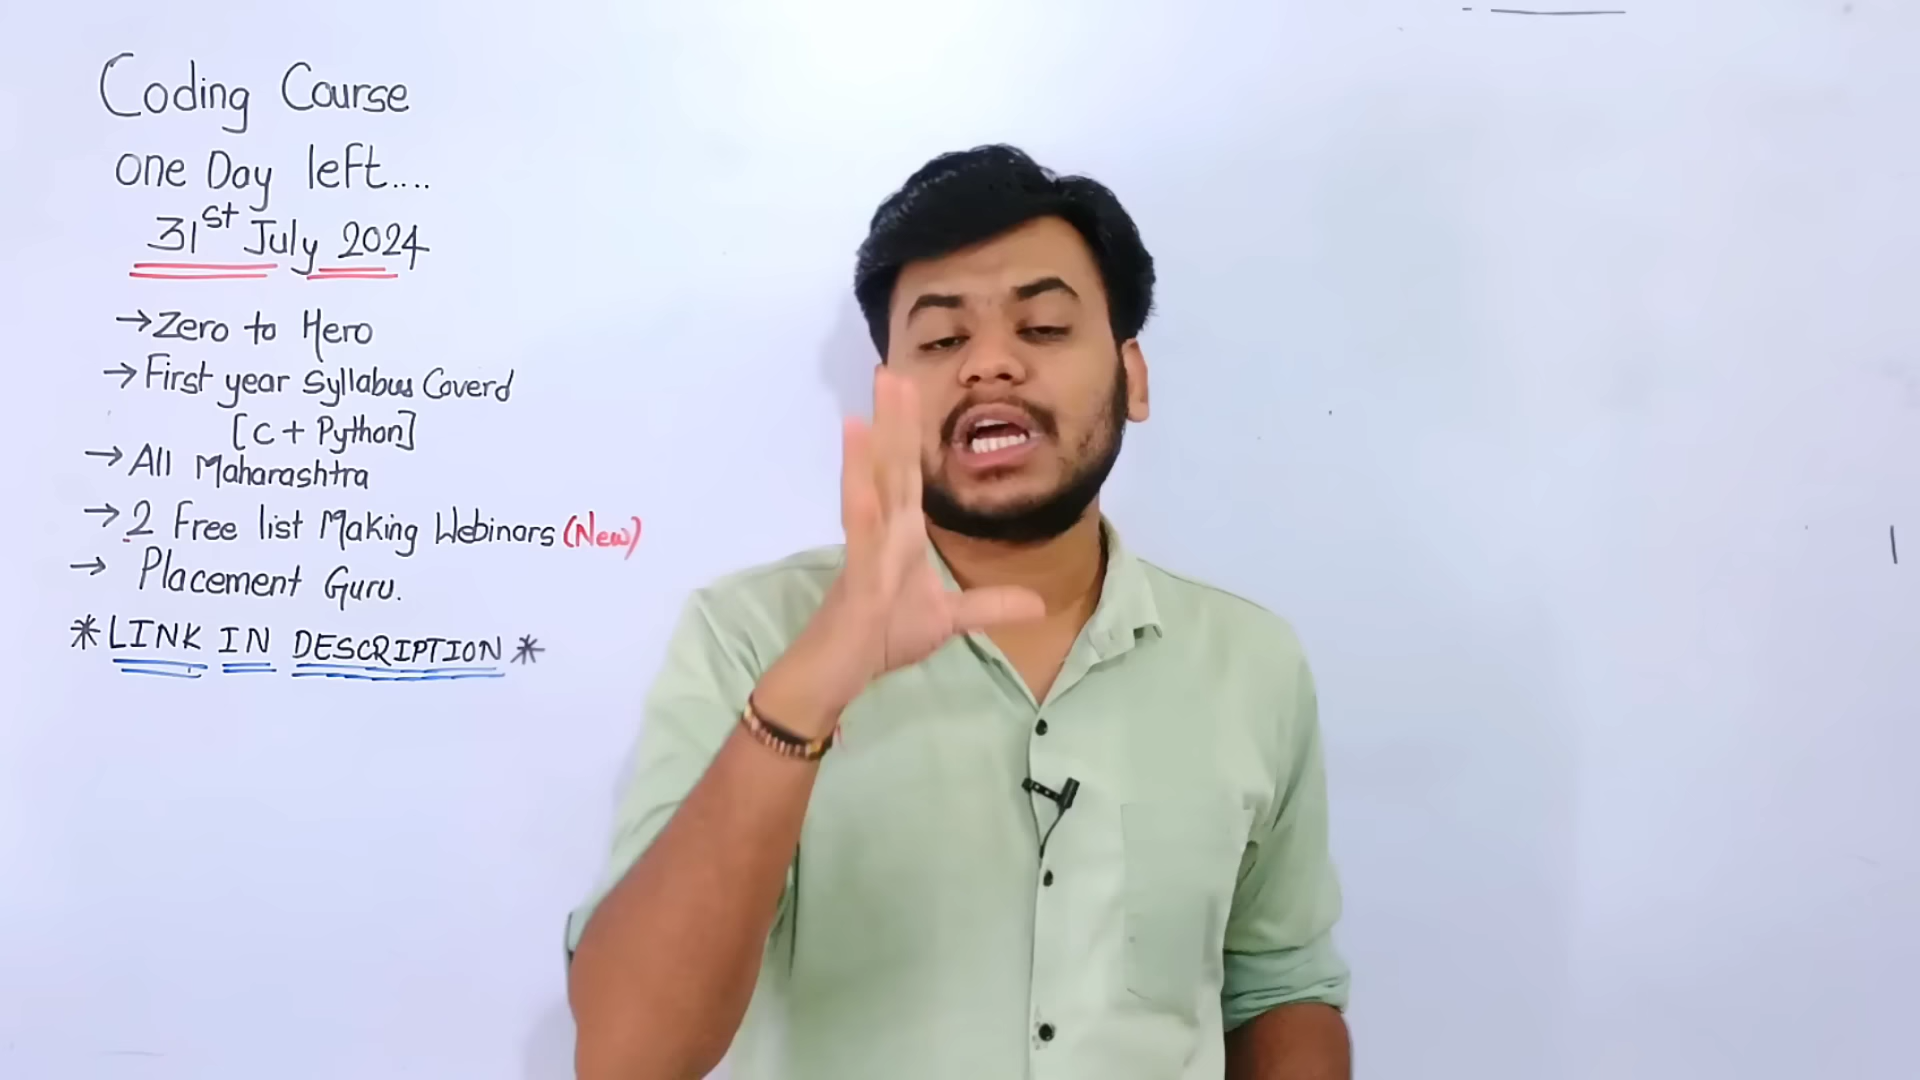 Coding Course
one Day left....
31st July 2024
→ Zero to Hero
→ First year Syllabus Coverd
[C + Python]
→ All Maharashtra
→ 2 Free list Making Webinars (New)
→ Placement Guru.
* LINK IN DESCRIPTION *